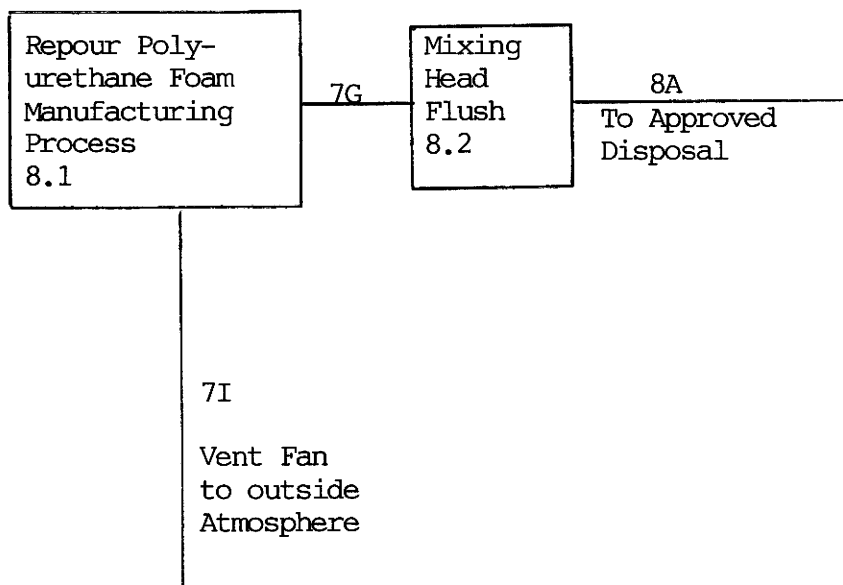 Repour Poly-
urethane Foam
Manufacturing
Process
8.1
7G
Mixing
Head
Flush
8.2
8A
To Approved
Disposal
7I
Vent Fan
to outside
Atmosphere